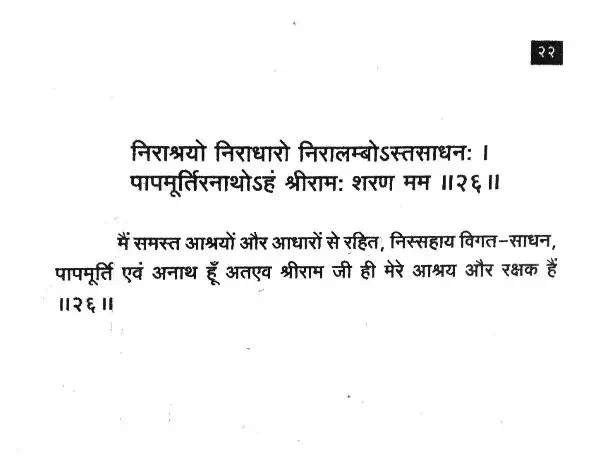 २२
निराश्रयो निराधारो निरालम्बोऽस्तसाधनः ।
पापमूर्तिरनाथोऽहं श्रीरामः शरण मम ॥२६॥
मैं समस्त आश्रयों और आधारों से रहित, निस्सहाय विगत-साधन,
पापमूर्ति एवं अनाथ हूँ अतएव श्रीराम जी ही मेरे आश्रय और रक्षक हैं
॥२६॥